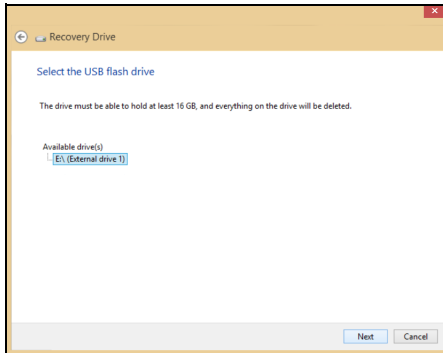 Recovery Drive
Select the USB flash drive
The drive must be able to hold at least 16 GB, and everything on the drive will be deleted.
Available drive(s)
E:\ (External drive 1)
Next
Cancel